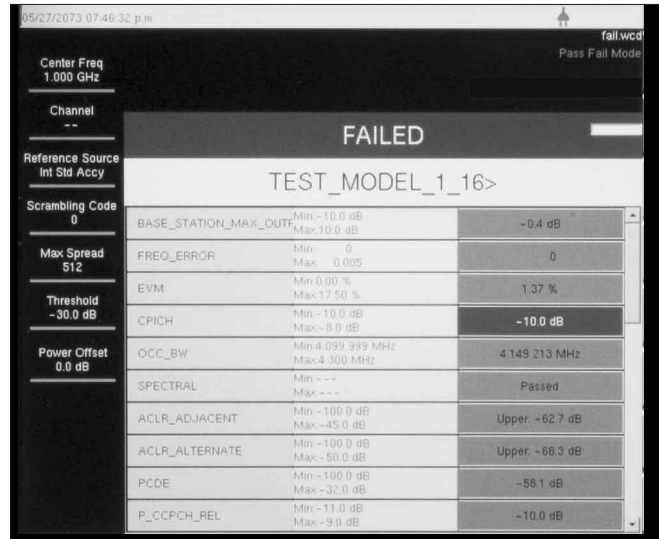 05/27/2073 07:46:32 p.m.
fail.wcd
Pass Fail Mode
Center Freq
1.000 GHz
Channel
--
Reference Source
Int Std Accy
Scrambling Code
0
Max Spread
512
Threshold
-30.0 dB
Power Offset
0.0 dB
FAILED
TEST_MODEL_1_16>
BASE_STATION_MAX_OUTP Min:-10.0 dB Max:10.0 dB -0.4 dB
FREQ_ERROR Min: 0 Max: 0.005 0
EVM Min:0.00 % Max:17.50 % 1.37 %
CPICH Min:-10.0 dB Max:-8.0 dB -10.0 dB
OCC_BW Min:4.099 999 MHz Max:4.300 MHz 4.149 213 MHz
SPECTRAL Min:--- Max:--- Passed
ACLR_ADJACENT Min:-100.0 dB Max:-45.0 dB Upper: -62.7 dB
ACLR_ALTERNATE Min:-100.0 dB Max:-50.0 dB Upper: -66.3 dB
PCDE Min:-100.0 dB Max:-32.0 dB -56.1 dB
P_CCPCH_REL Min:-11.0 dB Max:-9.0 dB -10.0 dB